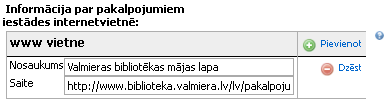 Informācija par pakalpojumiem
iestādes internetvietnē:
www vietne Pievienot
Nosaukums Valmieras bibliotēkas mājas lapa Dzēst
Saite http://www.biblioteka.valmiera.lv/lv/pakalpoju